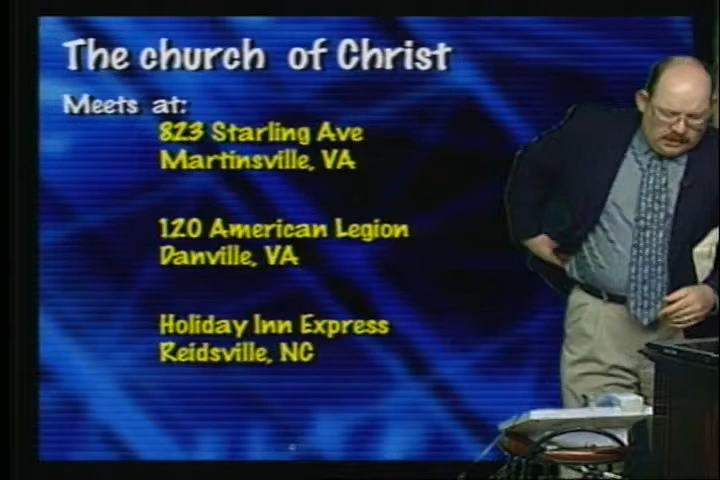 The church of Christ
Meets at:
823 Starling Ave
Martinsville, VA
120 American Legion
Danville, VA
Holiday Inn Express
Reidsville, NC